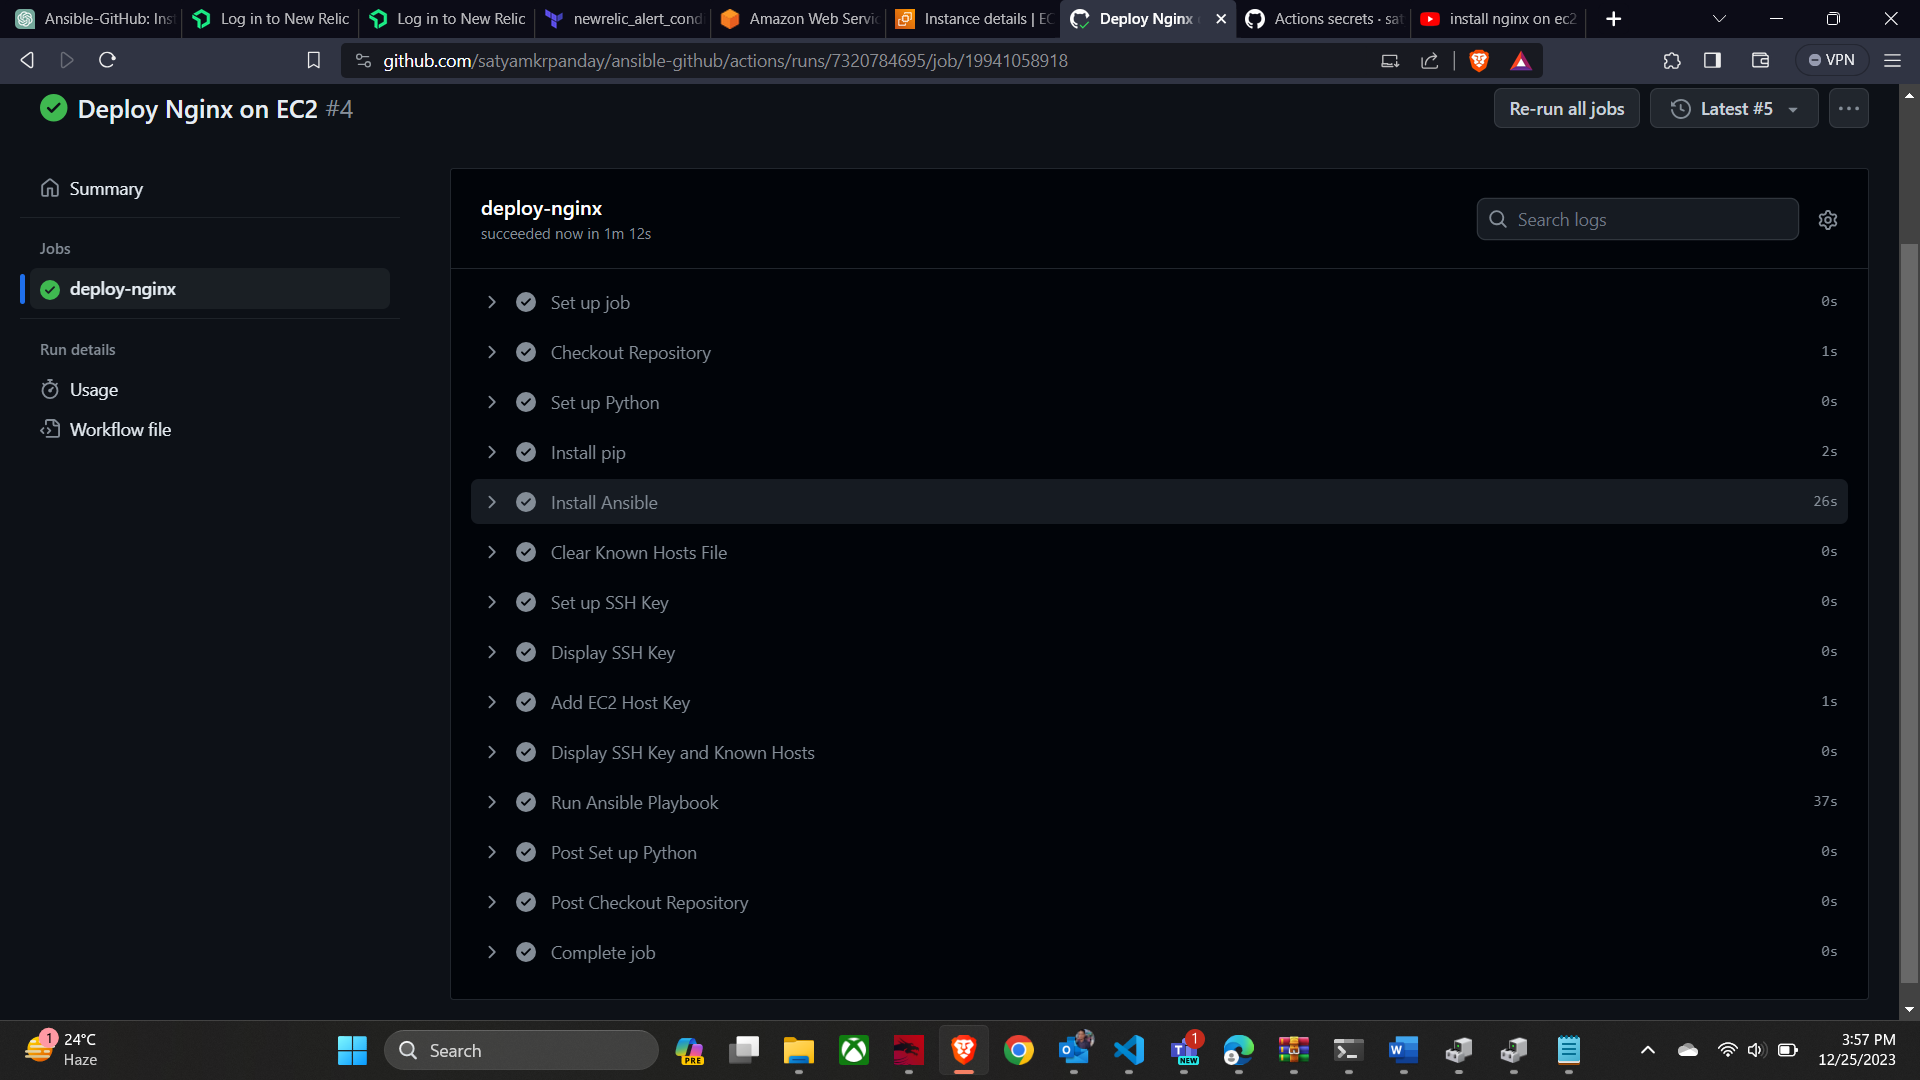 Ansible-GitHub: Inst
Log in to New Relic
Log in to New Relic
newrelic_alert_condi
Amazon Web Servic
Instance details | EC
Deploy Nginx
Actions secrets · sat
install nginx on ec2
github.com/satyamkrpanday/ansible-github/actions/runs/7320784695/job/19941058918
VPN
Deploy Nginx on EC2 #4
Re-run all jobs
Latest #5
Summary
Jobs
deploy-nginx
Run details
Usage
Workflow file
deploy-nginx
succeeded now in 1m 12s
Search logs
Set up job 0s
Checkout Repository 1s
Set up Python 0s
Install pip 2s
Install Ansible 26s
Clear Known Hosts File 0s
Set up SSH Key 0s
Display SSH Key 0s
Add EC2 Host Key 1s
Display SSH Key and Known Hosts 0s
Run Ansible Playbook 37s
Post Set up Python 0s
Post Checkout Repository 0s
Complete job 0s
1
24°C
Haze
Search
PRE
1
NEW
3:57 PM
12/25/2023